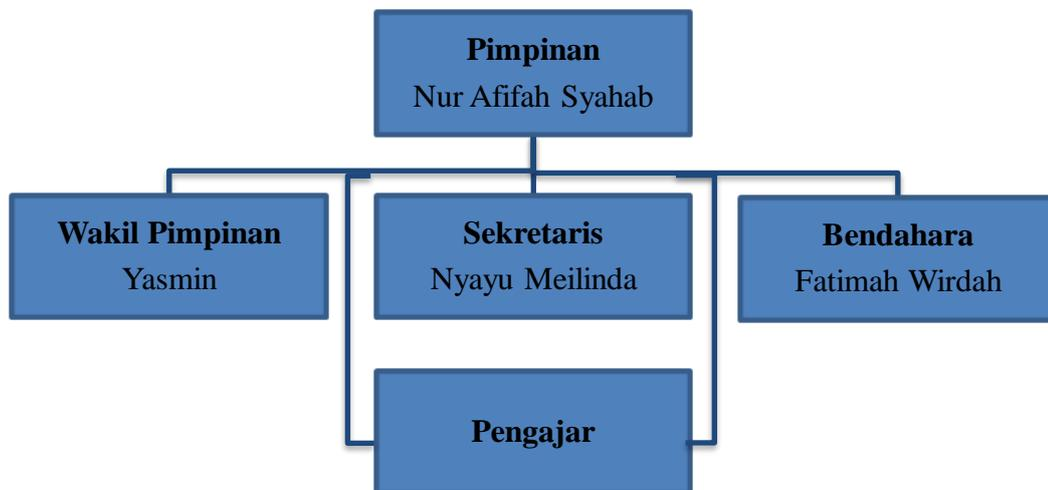 Pimpinan
Nur Afifah Syahab
Wakil Pimpinan
Yasmin
Sekretaris
Nyayu Meilinda
Bendahara
Fatimah Wirdah
Pengajar